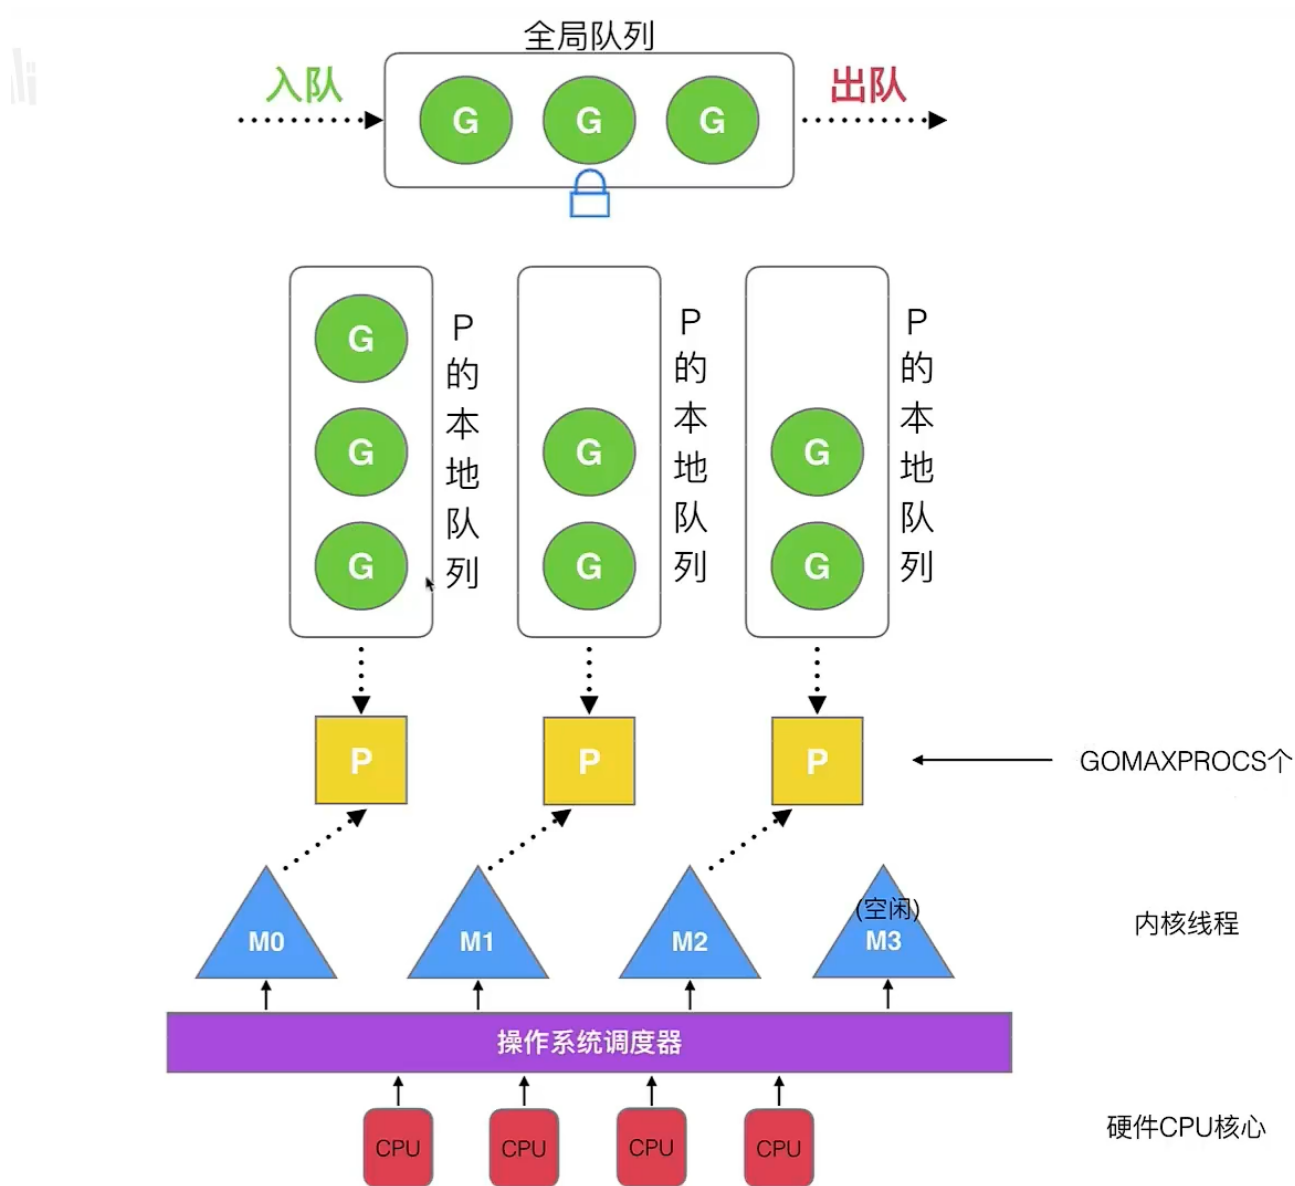 全局队列
入队
出队
G G G
G
G
G
P的本地队列
G
G
P的本地队列
G
G
P的本地队列
P P P
GOMAXPROCS个
M0
M1
M2
(空闲)
M3
内核线程
操作系统调度器
CPU CPU CPU CPU
硬件CPU核心